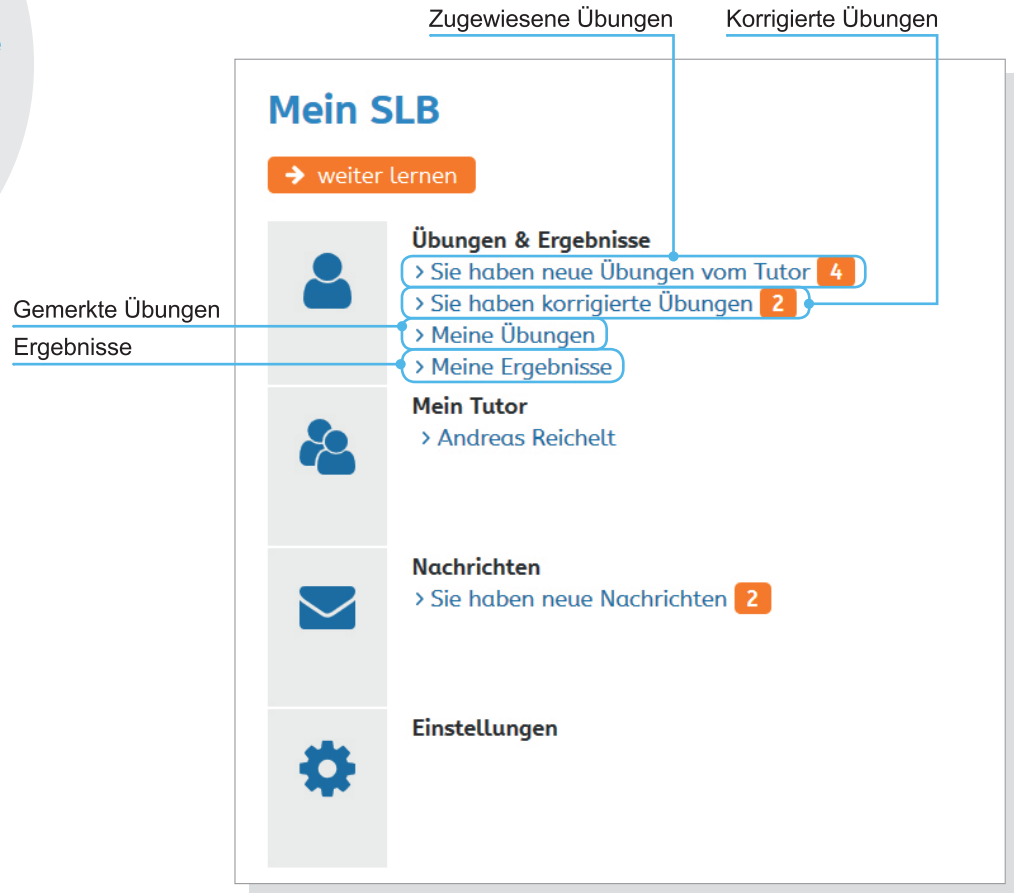 Zugewiesene Übungen
Korrigierte Übungen
Mein SLB
weiter lernen
Übungen & Ergebnisse
> Sie haben neue Übungen vom Tutor 4
> Sie haben korrigierte Übungen 2
Gemerkte Übungen
> Meine Übungen
Ergebnisse
> Meine Ergebnisse
Mein Tutor
> Andreas Reichelt
Nachrichten
> Sie haben neue Nachrichten 2
Einstellungen